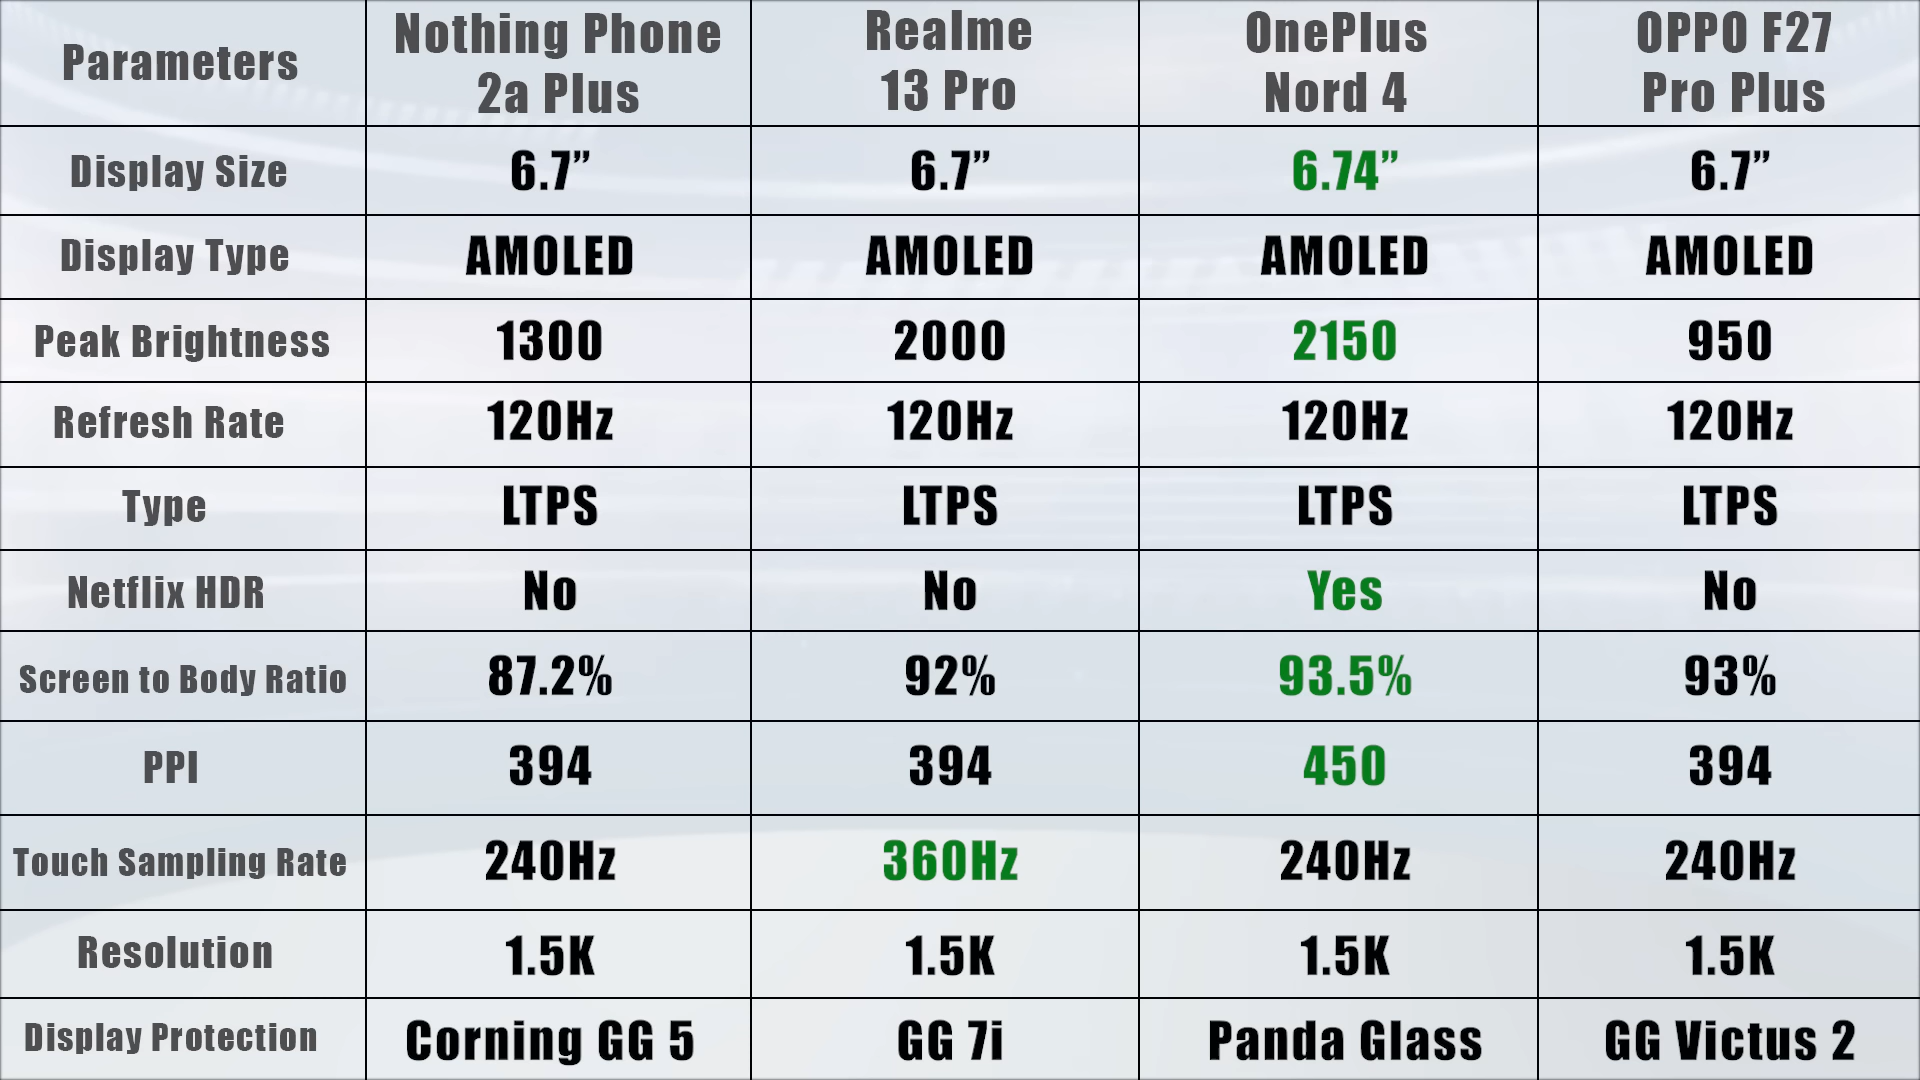 Parameters
Nothing Phone
2a Plus
Realme
13 Pro
OnePlus
Nord 4
OPPO F27
Pro Plus
Display Size
6.7”
6.7”
6.74”
6.7”
Display Type
AMOLED
AMOLED
AMOLED
AMOLED
Peak Brightness
1300
2000
2150
950
Refresh Rate
120Hz
120Hz
120Hz
120Hz
Type
LTPS
LTPS
LTPS
LTPS
Netflix HDR
No
No
Yes
No
Screen to Body Ratio
87.2%
92%
93.5%
93%
PPI
394
394
450
394
Touch Sampling Rate
240Hz
360Hz
240Hz
240Hz
Resolution
1.5K
1.5K
1.5K
1.5K
Display Protection
Corning GG 5
GG 7i
Panda Glass
GG Victus 2